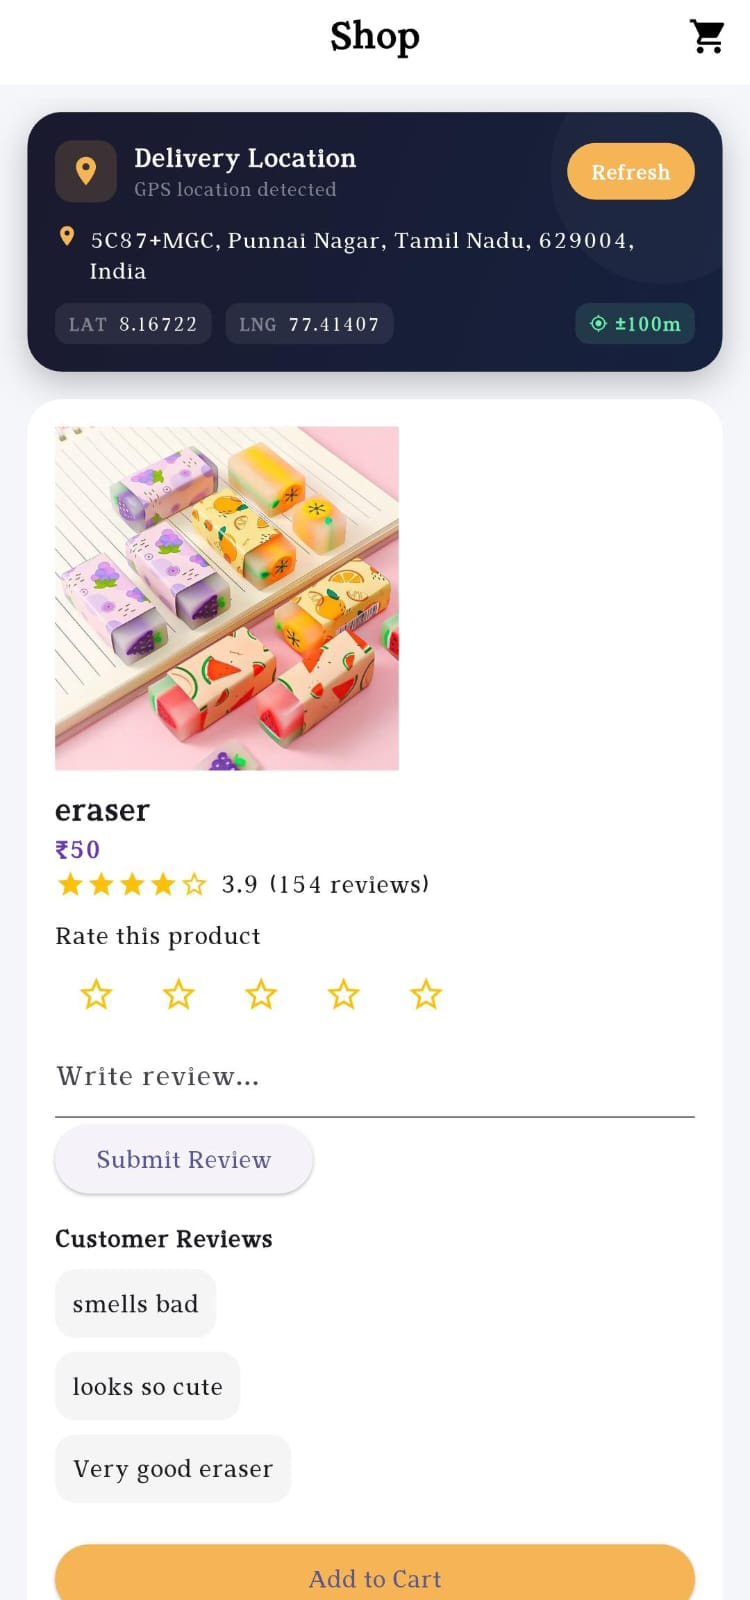 Shop
Delivery Location
GPS location detected
Refresh
5C87+MGC, Punnai Nagar, Tamil Nadu, 629004,
India
LAT 8.16722
LNG 77.41407
±100m
eraser
₹50
3.9 (154 reviews)
Rate this product
Write review...
Submit Review
Customer Reviews
smells bad
looks so cute
Very good eraser
Add to Cart